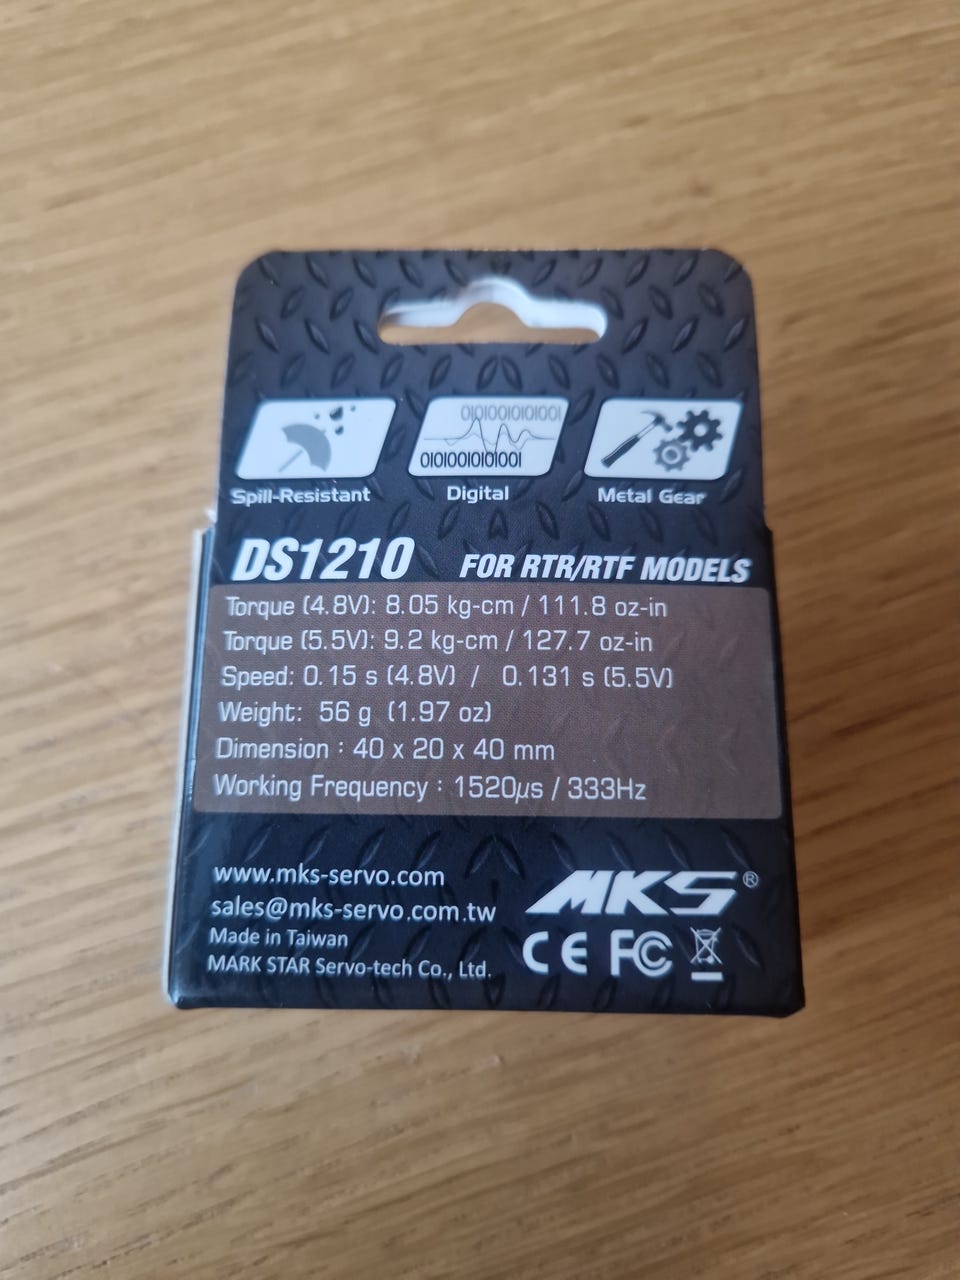 0101001010101001
0101001010101001
Spill-Resistant Digital Metal Gear
DS1210 FOR RTR/RTF MODELS
Torque (4.8V): 8.05 kg-cm / 111.8 oz-in
Torque (5.5V): 9.2 kg-cm / 127.7 oz-in
Speed: 0.15 s (4.8V) / 0.131 s (5.5V)
Weight: 56 g (1.97 oz)
Dimension : 40 x 20 x 40 mm
Working Frequency : 1520µs / 333Hz
www.mks-servo.com
sales@mks-servo.com.tw
Made in Taiwan
MARK STAR Servo-tech Co., Ltd.
MKS®
CE FC